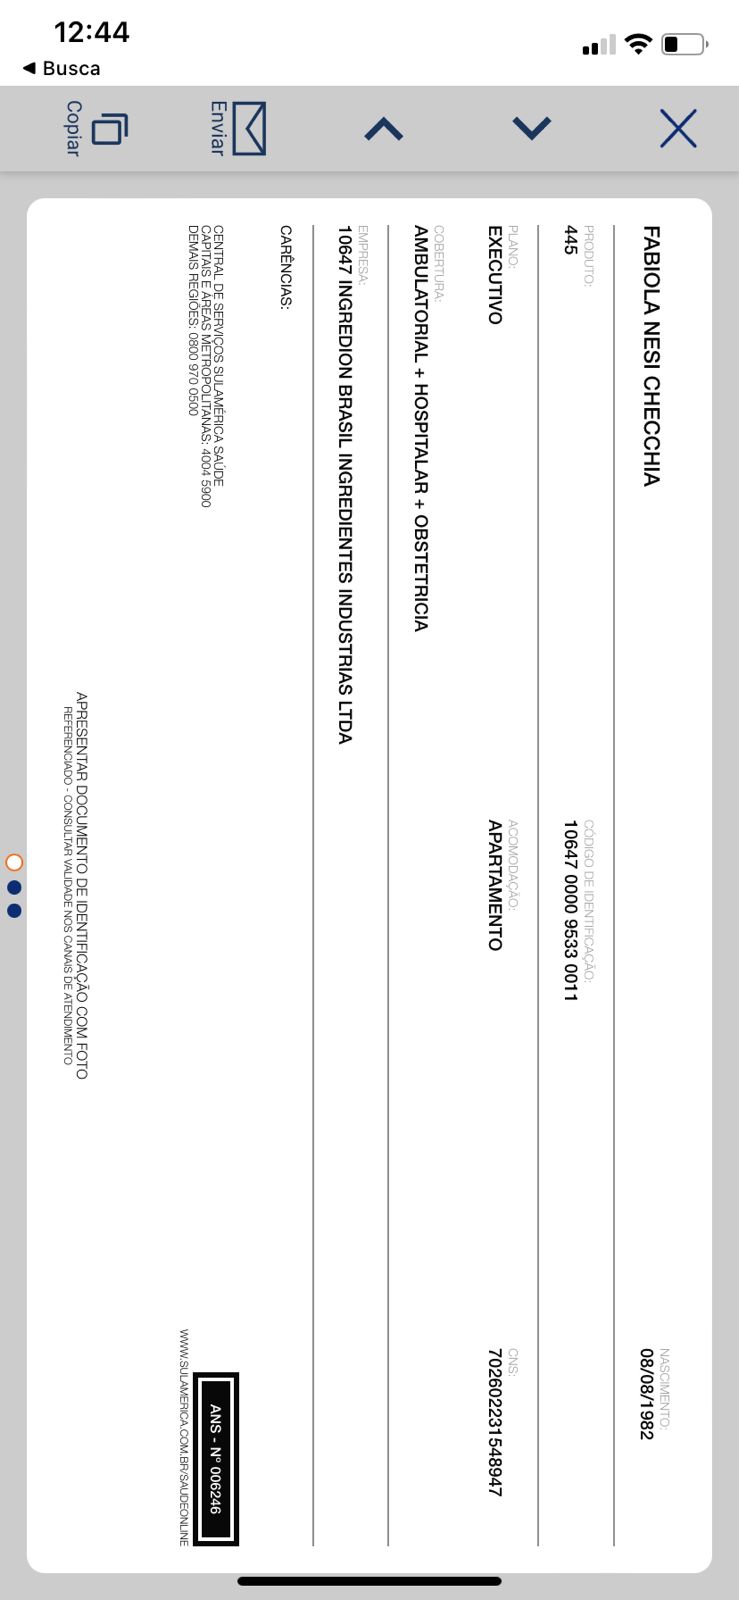 12:44
◀ Busca
Copiar
Enviar
FABIOLA NESI CHECCHIA
NASCIMENTO:
08/08/1982
PRODUTO:
445
CÓDIGO DE IDENTIFICAÇÃO:
10647 0000 9533 0011
PLANO:
EXECUTIVO
ACOMODAÇÃO:
APARTAMENTO
CNS:
702602231548947
COBERTURA:
AMBULATORIAL + HOSPITALAR + OBSTETRICIA
EMPRESA:
10647 INGREDION BRASIL INGREDIENTES INDUSTRIAS LTDA
CARÊNCIAS:
CENTRAL DE SERVIÇOS SULAMÉRICA SAÚDE
CAPITAIS E ÁREAS METROPOLITANAS: 4004 5900
DEMAIS REGIÕES: 0800 970 0500
ANS - Nº 006246
WWW.SULAMERICA.COM.BR/SAUDEONLINE
APRESENTAR DOCUMENTO DE IDENTIFICAÇÃO COM FOTO
REFERENCIADO - CONSULTAR VALIDADE NOS CANAIS DE ATENDIMENTO